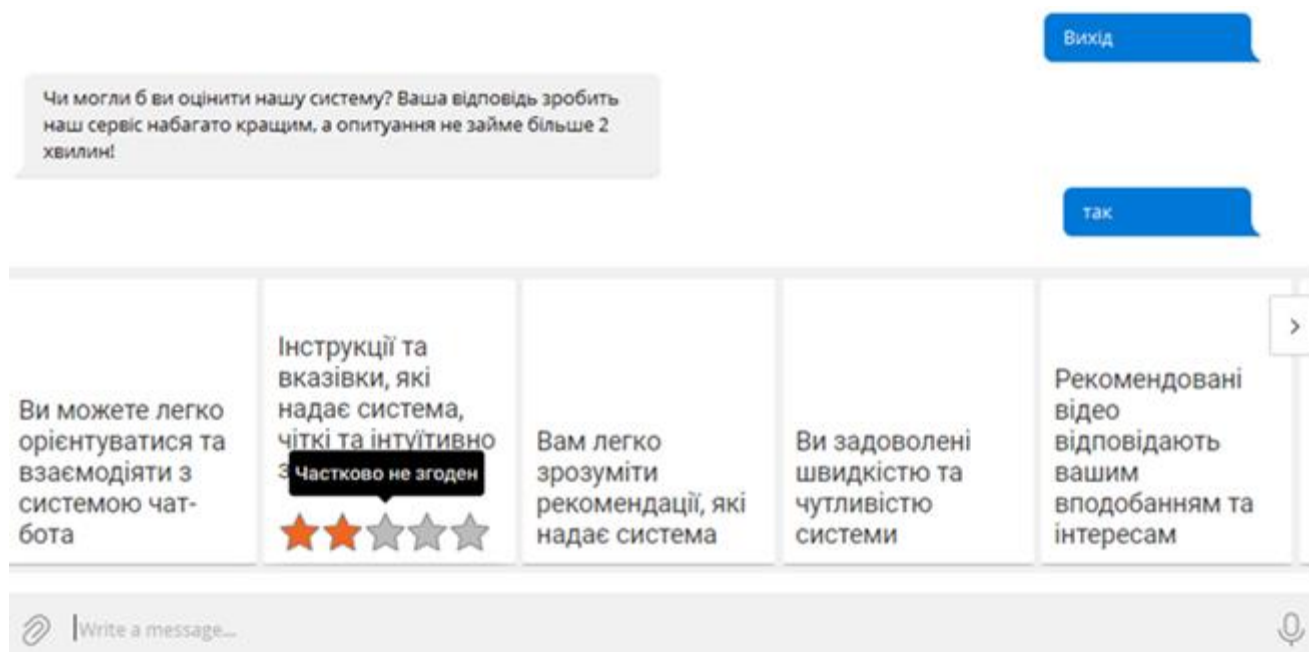 Вихід
Чи могли б ви оцінити нашу систему? Ваша відповідь зробить
наш сервіс набагато кращим, а опитуання не займе більше 2
хвилин!
так
Ви можете легко
орієнтуватися та
взаємодіяти з
системою чат-
бота
Інструкції та
вказівки, які
надає система,
чіткі та інтуїтивно
з
Частково не згоден
Вам легко
зрозуміти
рекомендації, які
надає система
Ви задоволені
швидкістю та
чутливістю
системи
Рекомендовані
відео
відповідають
вашим
вподобанням та
інтересам
Write a message...